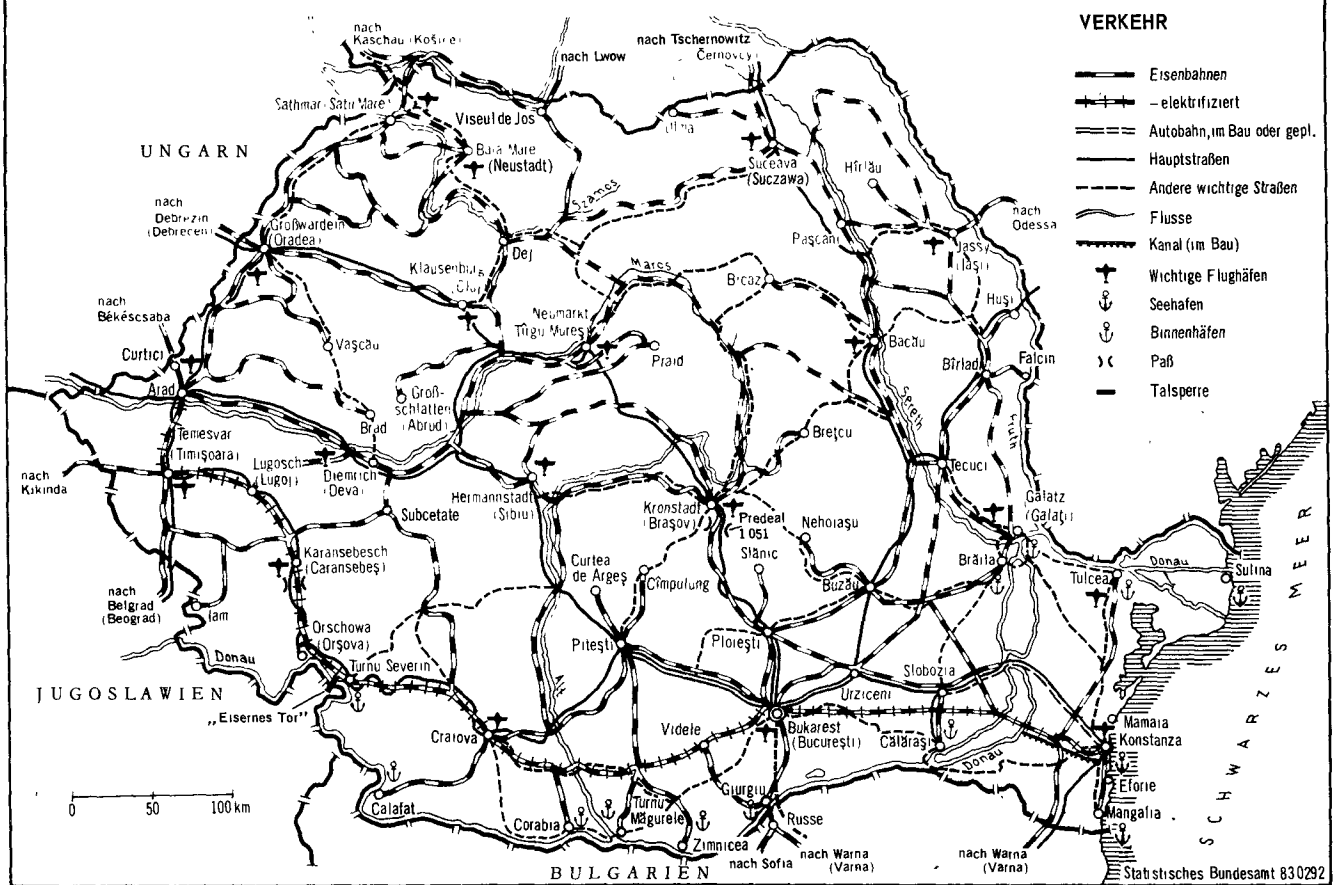 VERKEHR
Eisenbahnen
– elektrifiziert
Autobahn, im Bau oder gepl.
Hauptstraßen
Andere wichtige Straßen
Flusse
Kanal (im Bau)
Wichtige Flughäfen
Seehafen
Binnenhäfen
Paß
Talsperre
nach
Kaschau (Košice)
nach Lwow
nach Tschernowitz
Černovcy
Sathmar (Satu Mare)
Viseul de Jos
UNGARN
Baia Mare
(Neustadt)
Suceava
(Suczawa)
Hîrlău
Szamos
nach
Debrezin
(Debrecen)
Großwardein
(Oradea)
Dej
Paşcani
Jassy
(Iaşi)
nach
Odessa
Klausenburg
(Cluj)
Maros
Bicaz
Huşi
nach
Békéscsaba
Neumarkt
Tîrgu Mureş
Curtici
Vaşcău
Praid
Bacău
Bîrlad
Falcin
Arad
Groß-
schlatten
(Abrud)
Brad
Sereth
Pruth
Temesvar
(Timişoara)
Breţcu
nach
Kikinda
Lugosch
(Lugoj)
Diemrich
(Deva)
Tecuci
Hermannstadt
(Sibiu)
Kronstadt
(Braşov)
Predeal
1 051
Nehoiaşu
Galatz
(Galaţi)
Subcetate
Slănic
Karansebesch
(Caransebeş)
Curtea
de Argeş
Cîmpulung
Buzău
Brăila
Tulcea
Donau
Sulina
nach
Belgrad
(Beograd)
Iam
Orschowa
(Orşova)
Piteşti
Ploieşti
Donau
Turnu Severin
Slobozia
Urziceni
JUGOSLAWIEN
„Eisernes Tor"
Alt
Craiova
Videle
Bukarest
(Bucureşti)
Călăraşi
Donau
Mamaia
Konstanza
Eforie
Mangalia
SCHWARZES MEER
0 50 100 km
Calafat
Corabia
Turnu
Măgurele
Giurgiu
Russe
Zimnicea
nach Sofia
nach Warna
(Varna)
nach Warna
(Varna)
BULGARIEN
Statistisches Bundesamt 830292